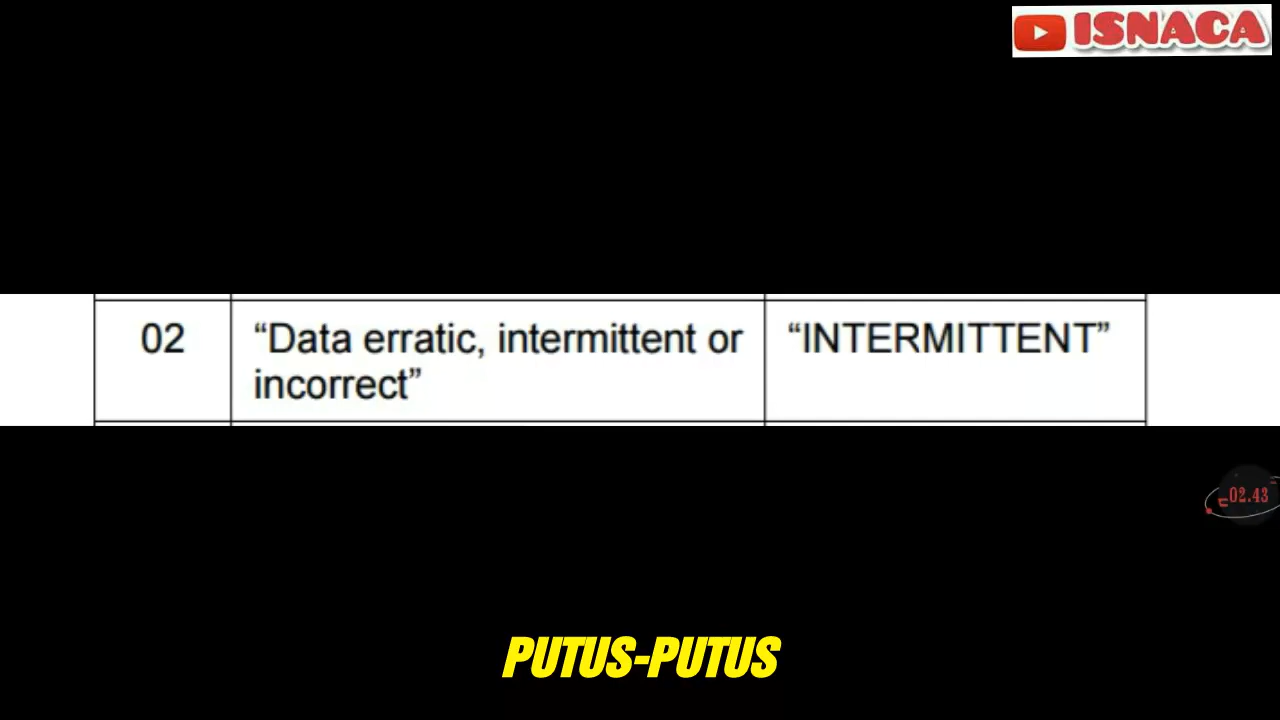 ISNACA
02 “Data erratic, intermittent or “INTERMITTENT”
incorrect”
02.43
PUTUS-PUTUS